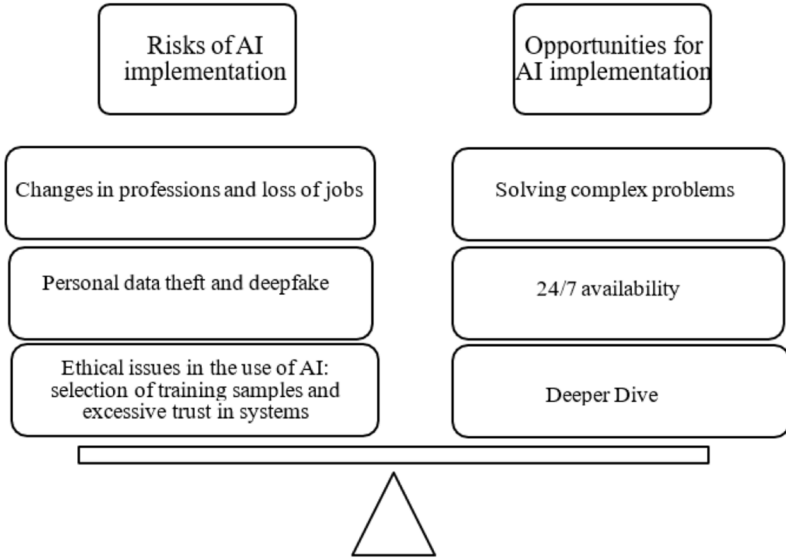 Risks of AI
implementation
Opportunities for
AI implementation
Changes in professions and loss of jobs
Solving complex problems
Personal data theft and deepfake
24/7 availability
Ethical issues in the use of AI:
selection of training samples and
excessive trust in systems
Deeper Dive